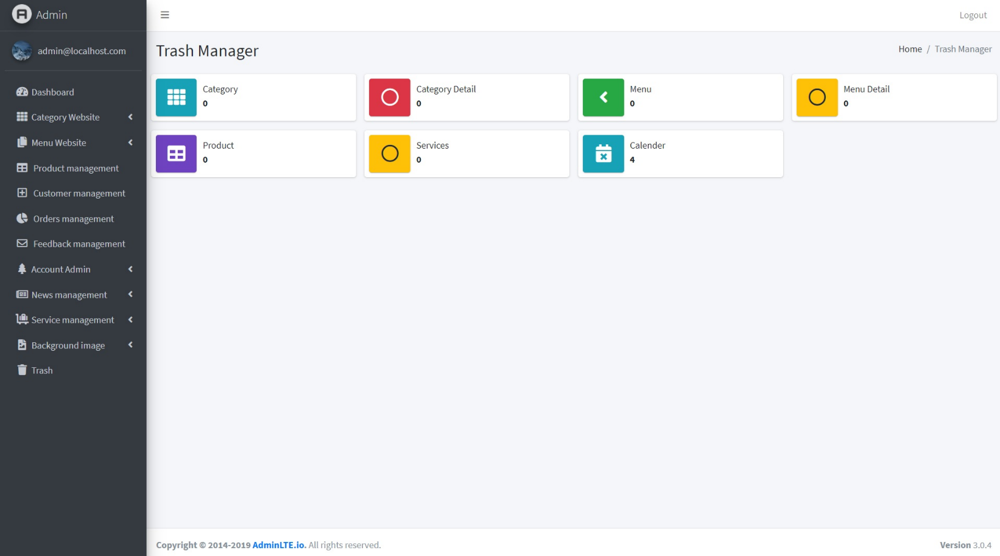 Admin
Logout
admin@localhost.com
Trash Manager
Home / Trash Manager
Dashboard
Category Website
Menu Website
Product management
Customer management
Orders management
Feedback management
Account Admin
News management
Service management
Background image
Trash
Category
0
Category Detail
0
Menu
0
Menu Detail
0
Product
0
Services
0
Calender
4
Copyright © 2014-2019 AdminLTE.io. All rights reserved.
Version 3.0.4